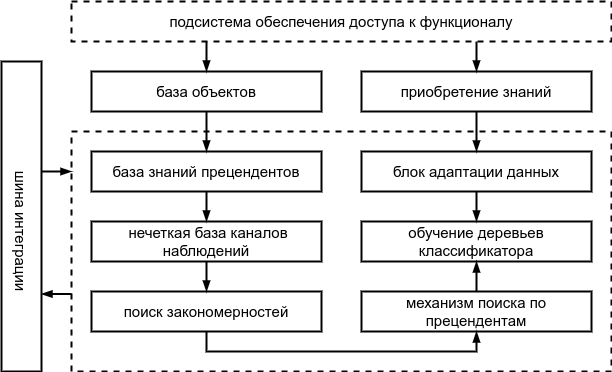 подсистема обеспечения доступа к функционалу
база объектов
приобретение знаний
шина интеграции
база знаний прецендентов
блок адаптации данных
нечеткая база каналов
наблюдений
обучение деревьев
классификатора
поиск закономерностей
механизм поиска по
прецендентам